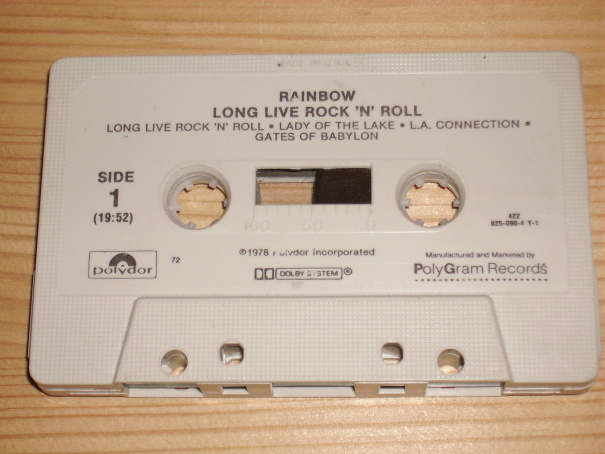 MADE IN U.S.A.
RAINBOW
LONG LIVE ROCK 'N' ROLL
LONG LIVE ROCK 'N' ROLL • LADY OF THE LAKE • L.A. CONNECTION •
GATES OF BABYLON
SIDE
1
(19:52)
100 50 0
422
825-090-4 Y-1
polydor
72
℗1978 Polydor Incorporated
DOLBY SYSTEM ®
Manufactured and Marketed by
PolyGram Records